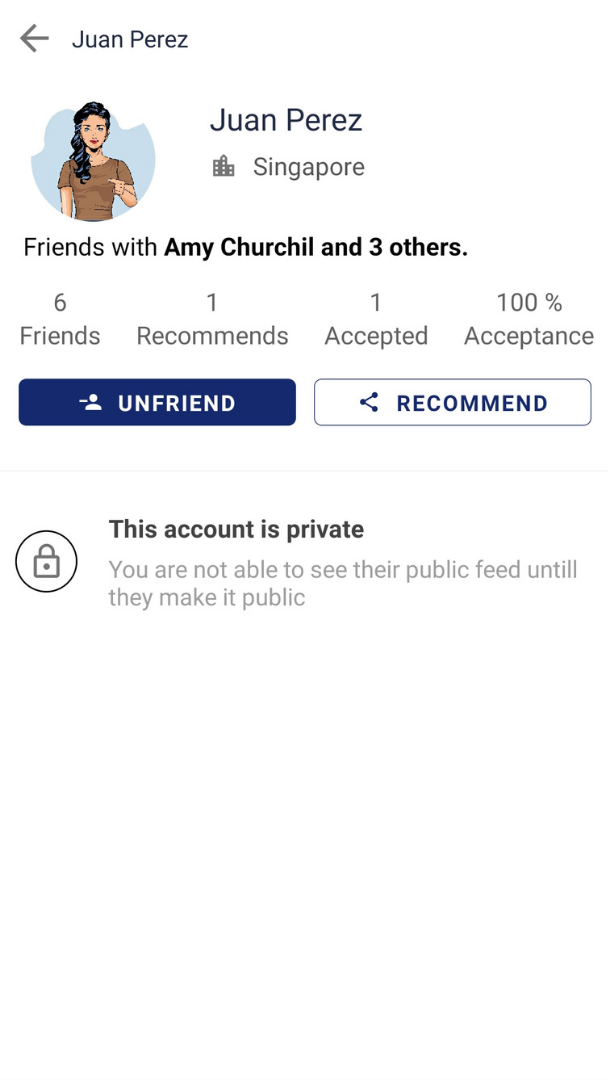 Juan Perez
Juan Perez
Singapore
Friends with Amy Churchil and 3 others.
6 1 1 100 %
Friends Recommends Accepted Acceptance
UNFRIEND RECOMMEND
This account is private
You are not able to see their public feed untill
they make it public